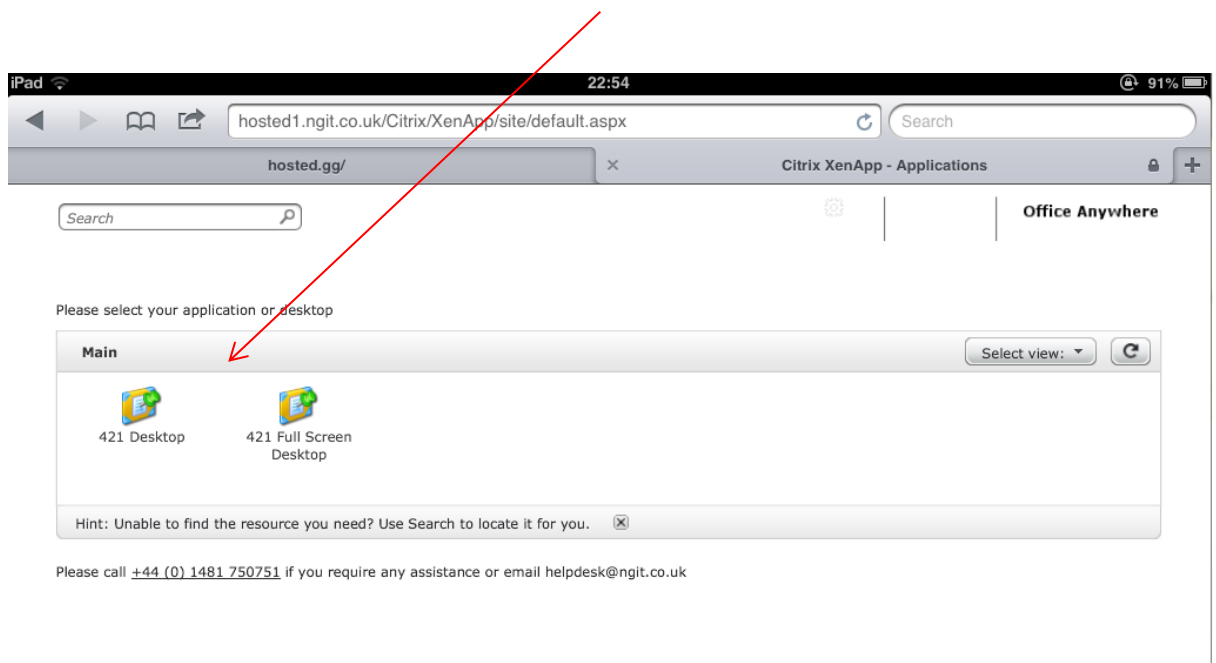 iPad 22:54 91%
hosted1.ngit.co.uk/Citrix/XenApp/site/default.aspx Search
hosted.gg/ Citrix XenApp - Applications
Search Office Anywhere
Please select your application or desktop
Main Select view:
421 Desktop 421 Full Screen
Desktop
Hint: Unable to find the resource you need? Use Search to locate it for you.
Please call +44 (0) 1481 750751 if you require any assistance or email helpdesk@ngit.co.uk